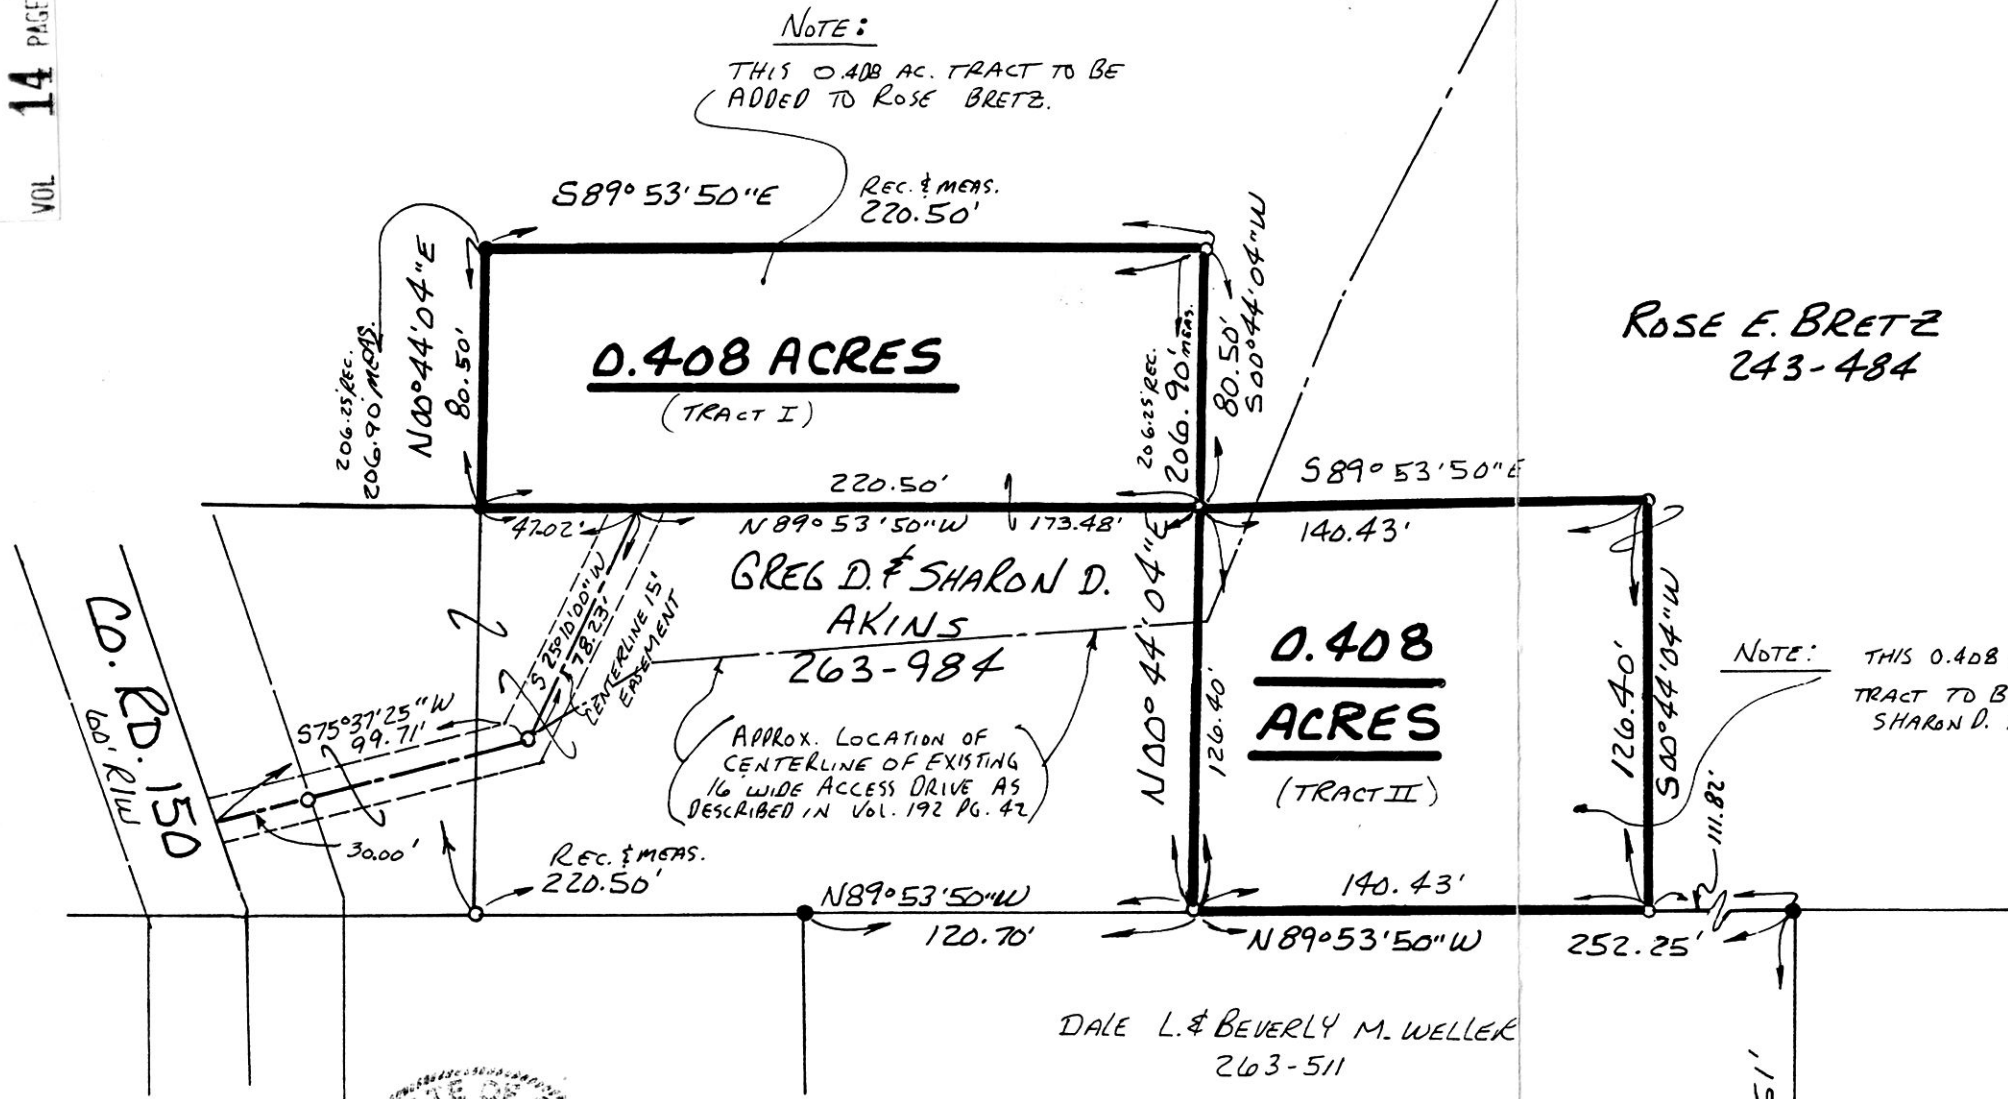 VOL 14 PAGE
NOTE:
THIS 0.408 AC. TRACT TO BE
ADDED TO ROSE BRETZ.
S89°53'50"E
REC. & MEAS.
220.50'
206.25' REC.
206.90' MEAS.
N00°44'04"E
80.50'
0.408 ACRES
(TRACT I)
206.25' REC.
206.90' MEAS.
80.50'
S00°44'04"W
ROSE E. BRETZ
243-484
220.50'
S89°53'50"E
47.02'
N89°53'50"W
173.48'
140.43'
GREG D. & SHARON D.
AKINS
263-984
S 25°10'00"W
78.23'
CENTERLINE 15'
EASEMENT
N00°44'04"E
126.40'
0.408
ACRES
(TRACT II)
126.40'
S00°44'04"W
NOTE: THIS 0.408
TRACT TO B
SHARON D.
CO. RD. 150
60' R/W
S75°37'25"W
99.71'
30.00'
APPROX. LOCATION OF
CENTERLINE OF EXISTING
16' WIDE ACCESS DRIVE AS
DESCRIBED IN VOL. 192 PG. 42
111.82'
REC. & MEAS.
220.50'
N89°53'50"W
120.70'
140.43'
N89°53'50"W
252.25'
DALE L. & BEVERLY M. WELLER
263-511
51'